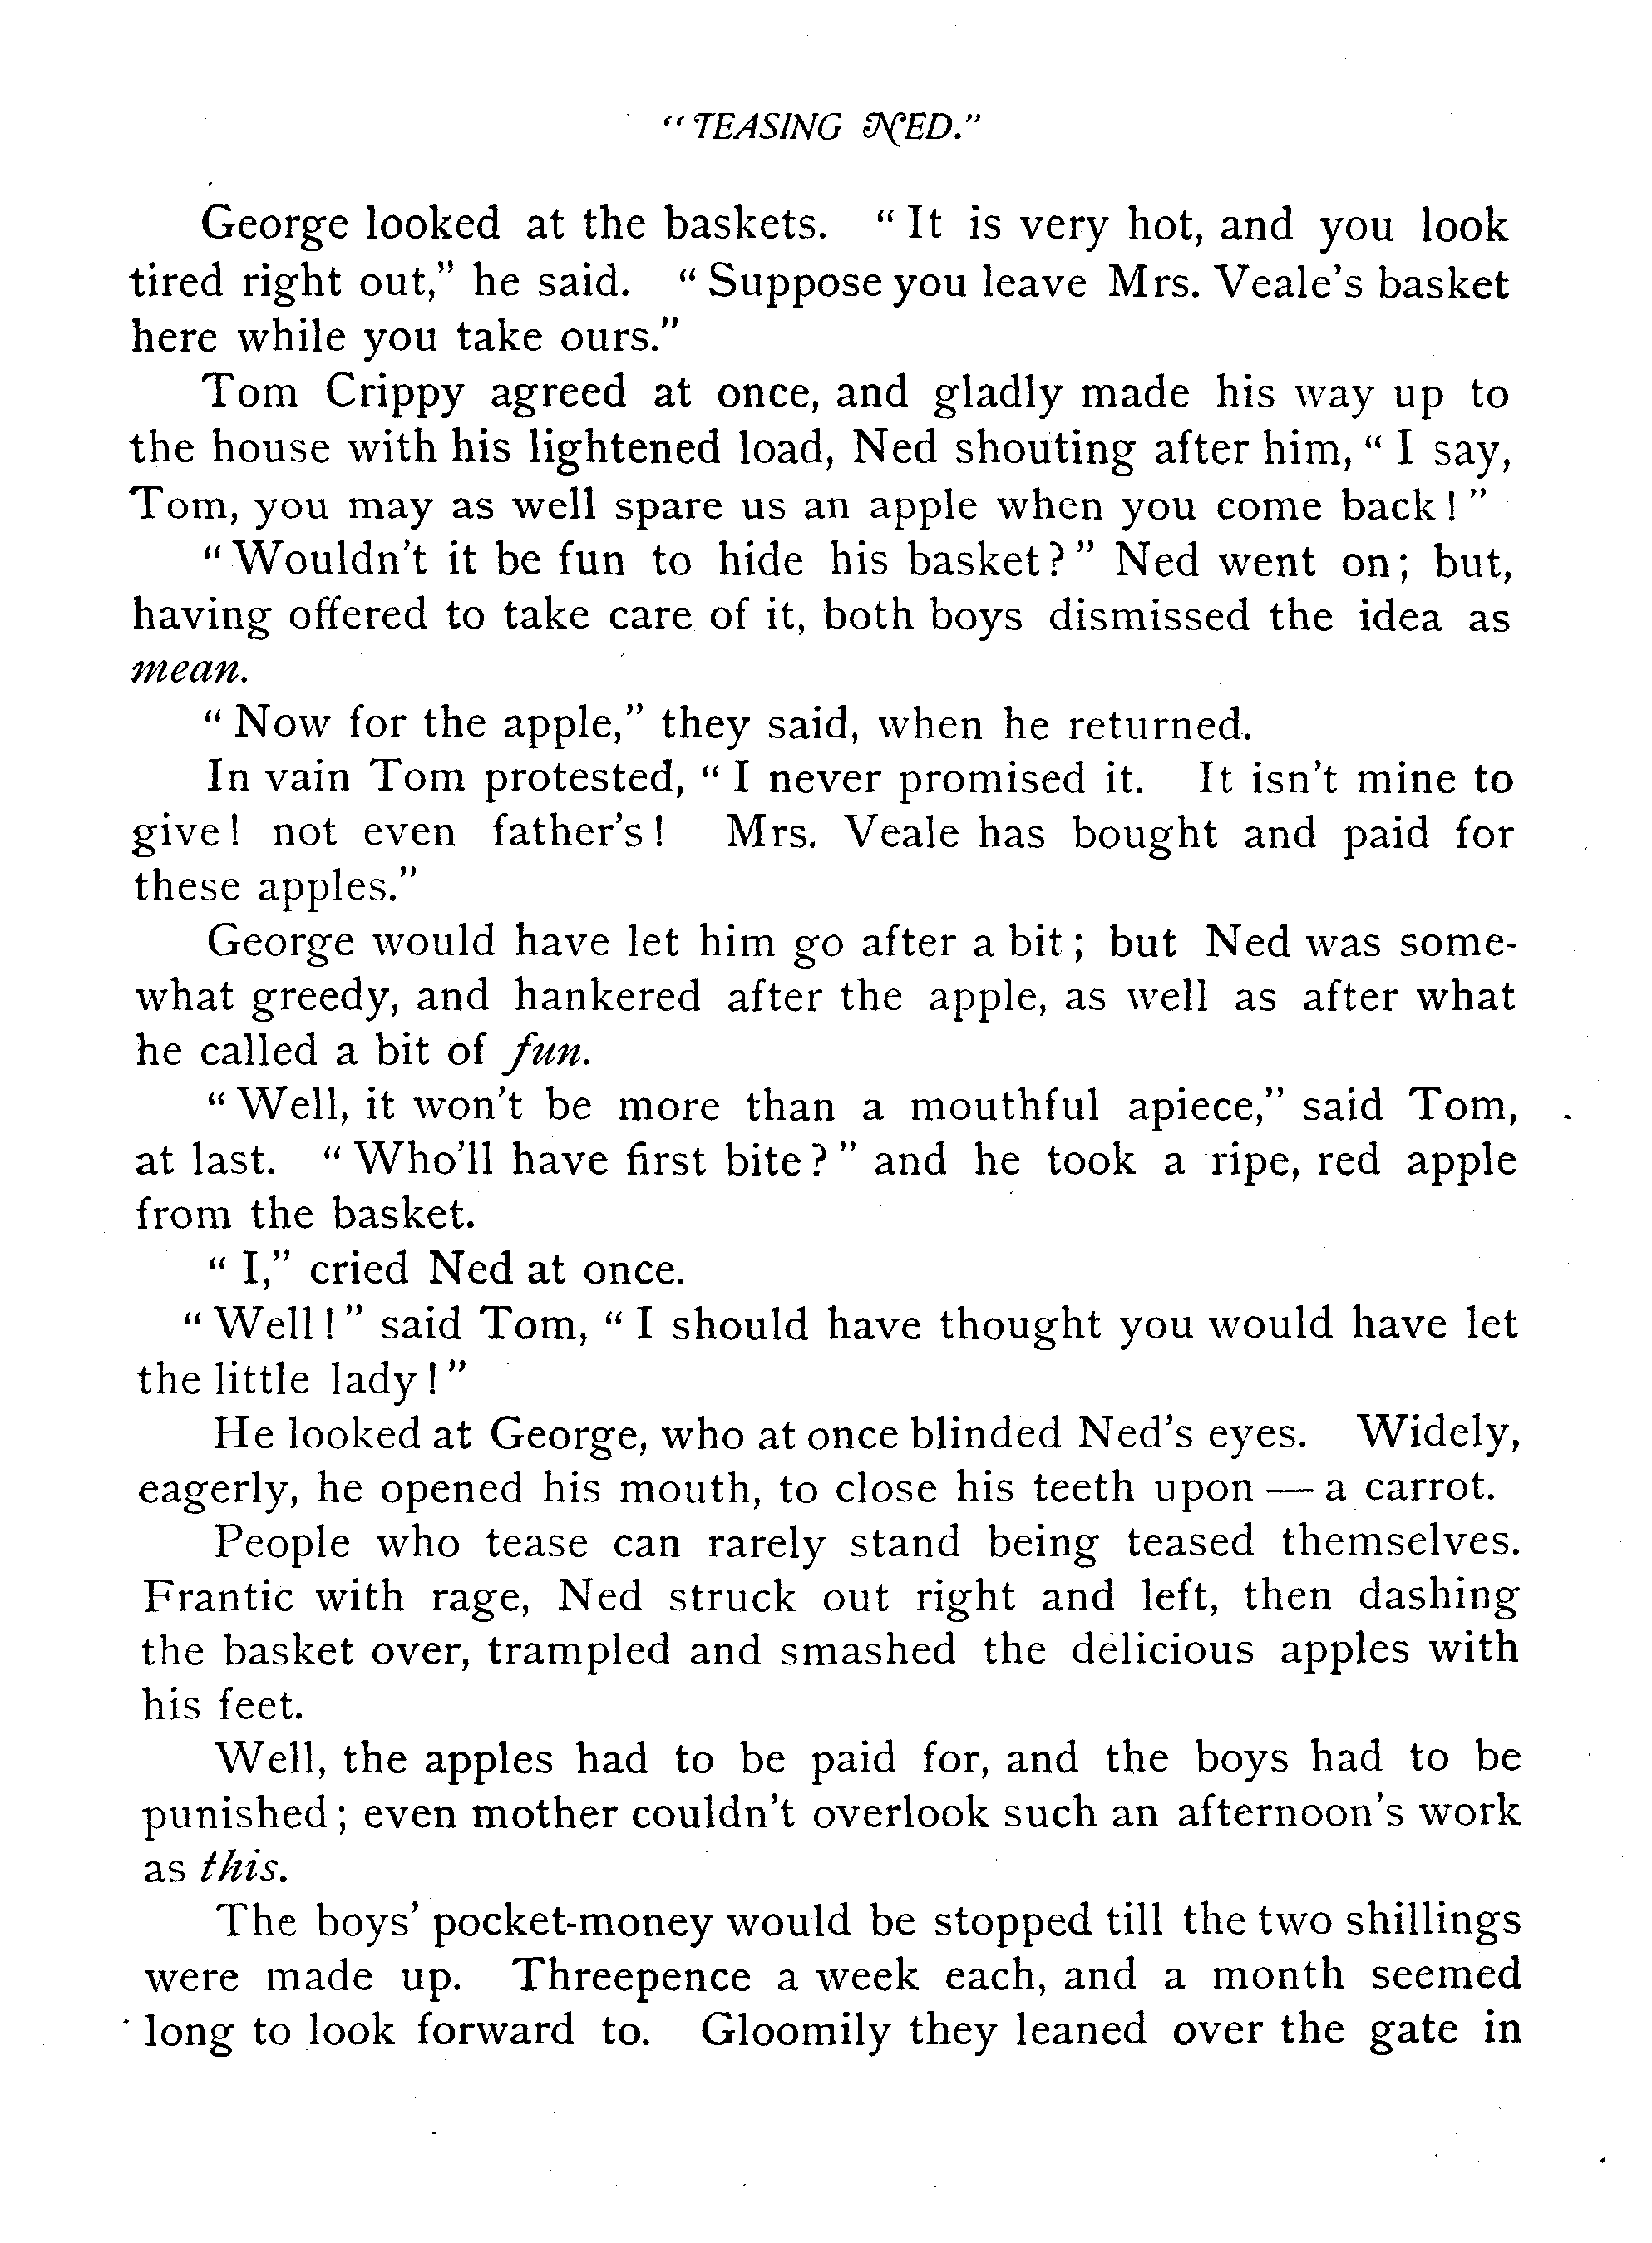 “TEASING NED.”
George looked at the baskets. “It is very hot, and you look
tired right out,” he said. “Suppose you leave Mrs. Veale’s basket
here while you take ours.”
Tom Crippy agreed at once, and gladly made his way up to
the house with his lightened load, Ned shouting after him, “I say,
Tom, you may as well spare us an apple when you come back!”
“Wouldn’t it be fun to hide his basket?” Ned went on; but,
having offered to take care of it, both boys dismissed the idea as
mean.
“Now for the apple,” they said, when he returned.
In vain Tom protested, “I never promised it. It isn’t mine to
give! not even father’s! Mrs. Veale has bought and paid for
these apples.”
George would have let him go after a bit; but Ned was some-
what greedy, and hankered after the apple, as well as after what
he called a bit of fun.
“Well, it won’t be more than a mouthful apiece,” said Tom,
at last. “Who’ll have first bite?” and he took a ripe, red apple
from the basket.
“I,” cried Ned at once.
“Well!” said Tom, “I should have thought you would have let
the little lady!”
He looked at George, who at once blinded Ned’s eyes. Widely,
eagerly, he opened his mouth, to close his teeth upon — a carrot.
People who tease can rarely stand being teased themselves.
Frantic with rage, Ned struck out right and left, then dashing
the basket over, trampled and smashed the delicious apples with
his feet.
Well, the apples had to be paid for, and the boys had to be
punished; even mother couldn’t overlook such an afternoon’s work
as this.
The boys’ pocket-money would be stopped till the two shillings
were made up. Threepence a week each, and a month seemed
long to look forward to. Gloomily they leaned over the gate in